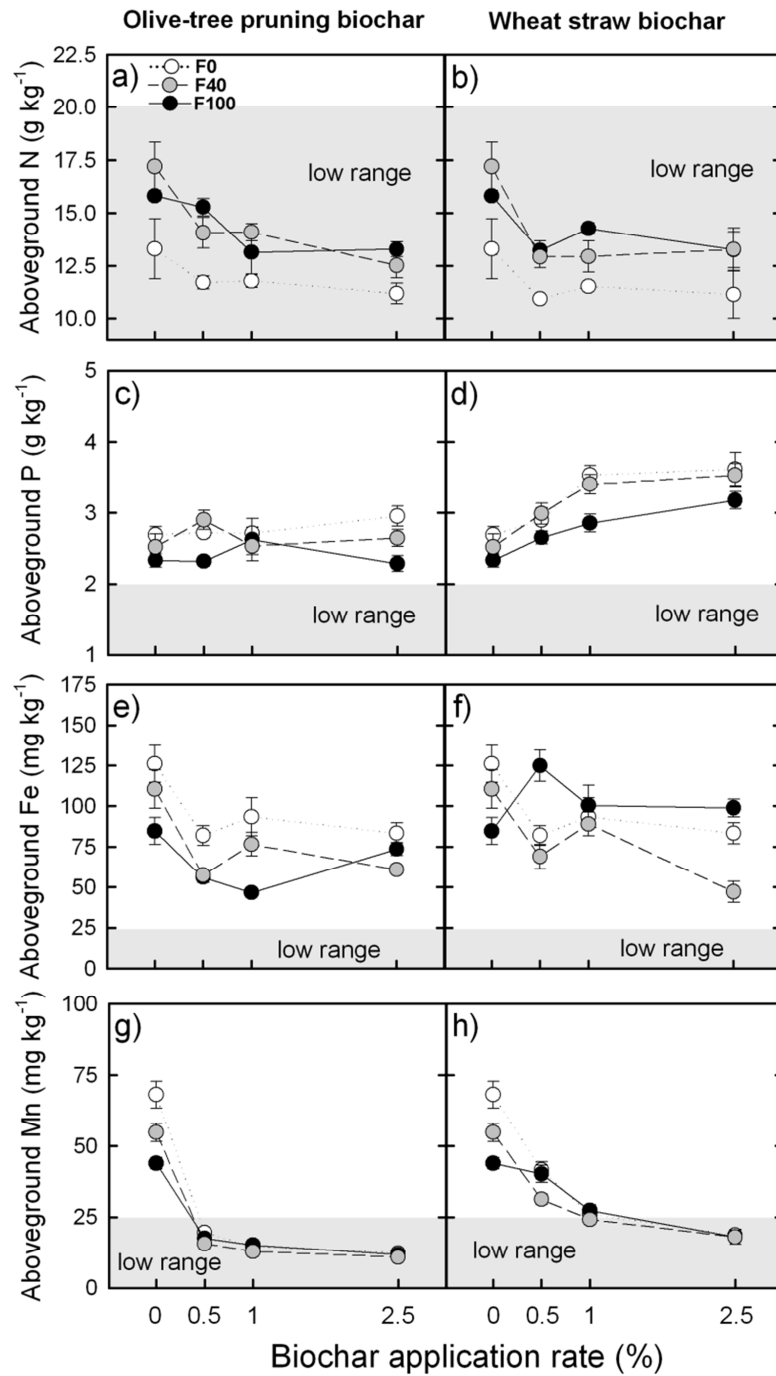 Olive-tree pruning biochar
Wheat straw biochar
Aboveground N (g kg⁻¹)
22.5
20.0
17.5
15.0
12.5
10.0
a)
F0
F40
F100
low range
b)
low range
Aboveground P (g kg⁻¹)
5
4
3
2
1
c)
low range
d)
low range
Aboveground Fe (mg kg⁻¹)
175
150
125
100
75
50
25
0
e)
low range
f)
low range
Aboveground Mn (mg kg⁻¹)
100
75
50
25
0
g)
low range
h)
low range
0 0.5 1 2.5
0 0.5 1 2.5
Biochar application rate (%)